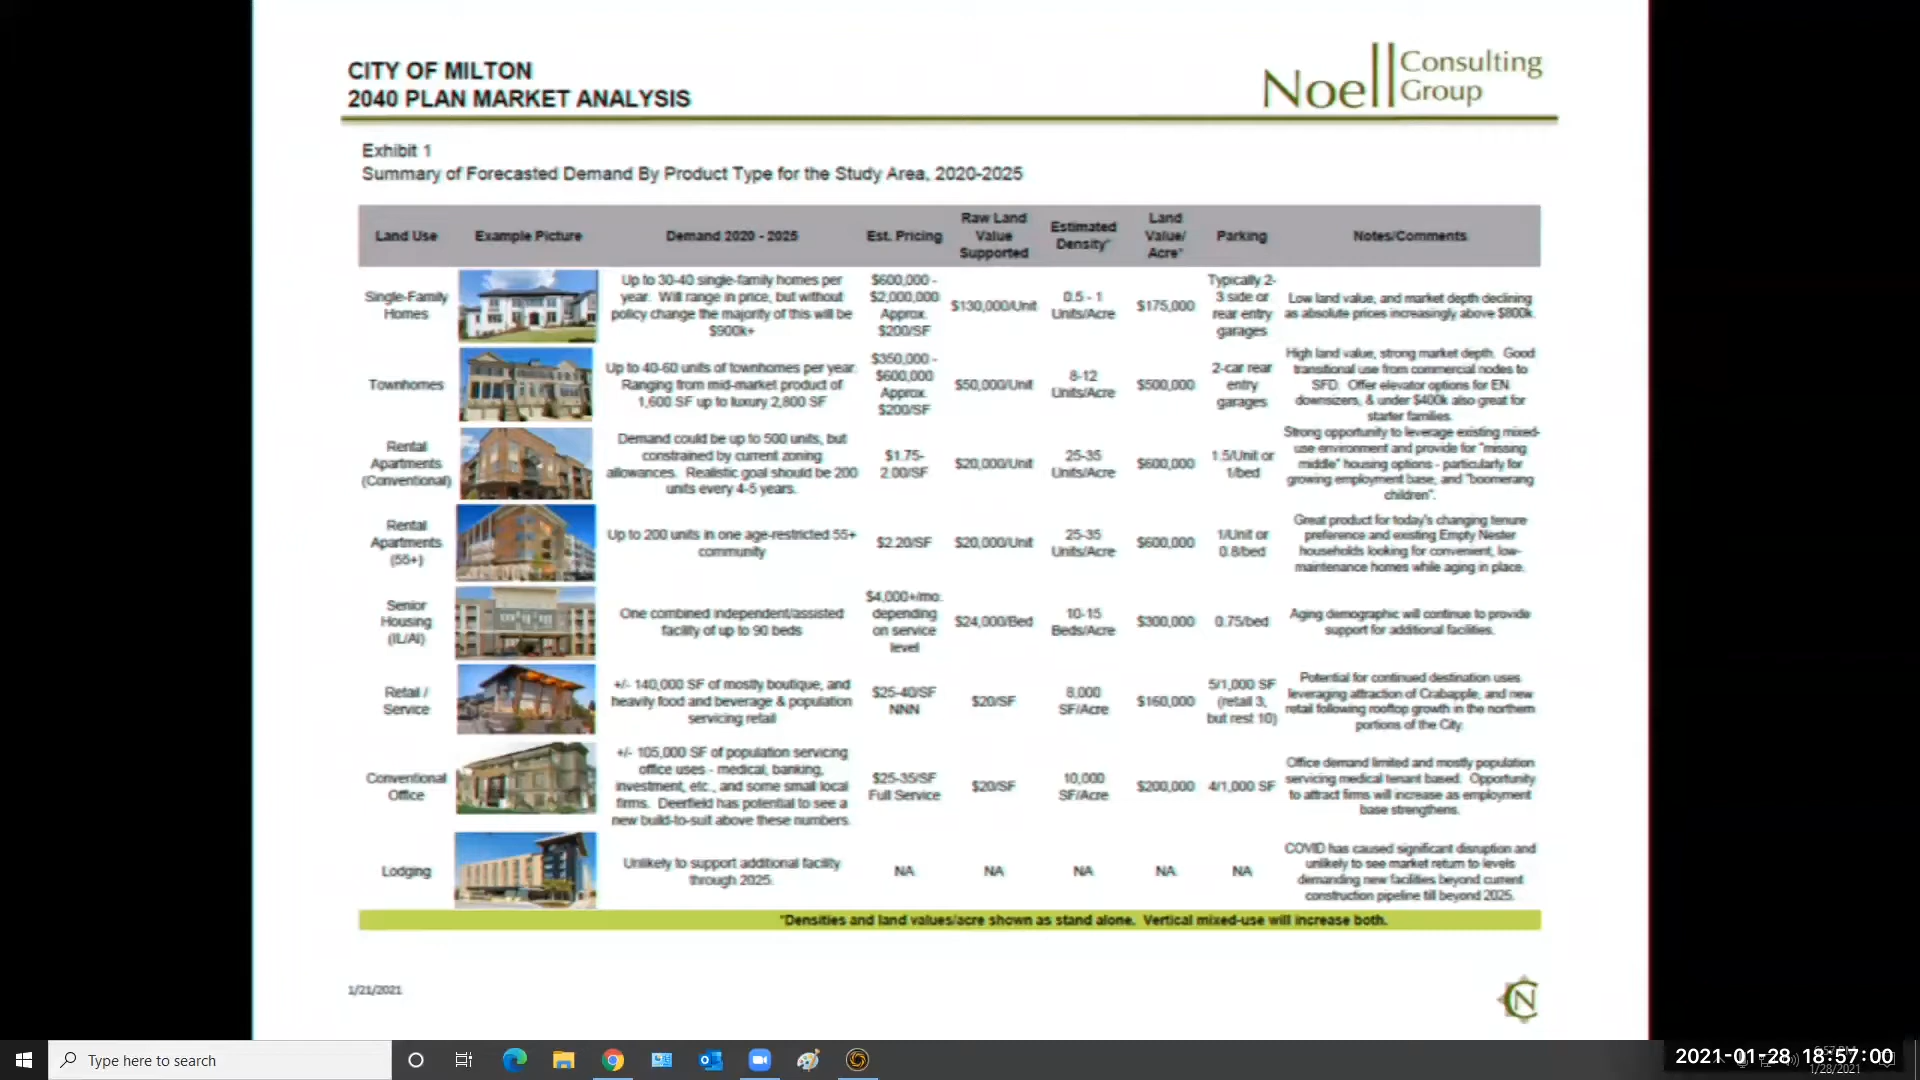 CITY OF MILTON
2040 PLAN MARKET ANALYSIS
Noell Consulting
Group
Exhibit 1
Summary of Forecasted Demand By Product Type for the Study Area, 2020-2025
Land Use
Example Picture
Demand 2020 - 2025
Est. Pricing
Raw Land
Value
Supported
Estimated
Density*
Land
Value/
Acre*
Parking
Notes/Comments
Single-Family
Homes
Up to 30-40 single-family homes per
year. Will range in price, but without
policy change the majority of this will be
$900k+
$600,000 -
$2,000,000
Approx.
$200/SF
$130,000/Unit
0.5 - 1
Units/Acre
$175,000
Typically 2-
3 side or
rear entry
garages
Low land value, and market depth declining
as absolute prices increasingly above $800k.
Townhomes
Up to 40-60 units of townhomes per year.
Ranging from mid-market product of
1,600 SF up to luxury 2,800 SF
$350,000 -
$600,000
Approx.
$200/SF
$50,000/Unit
8-12
Units/Acre
$500,000
2-car rear
entry
garages
High land value, strong market depth. Good
transitional use from commercial nodes to
SFD. Offer elevator options for EN
downsizers, & under $400k also great for
starter families.
Rental
Apartments
(Conventional)
Demand could be up to 500 units, but
constrained by current zoning
allowances. Realistic goal should be 200
units every 4-5 years.
$1.75-
2.00/SF
$20,000/Unit
25-35
Units/Acre
$600,000
1.5/Unit or
1/bed
Strong opportunity to leverage existing mixed-
use environment and provide for "missing
middle" housing options - particularly for
growing employment base, and "boomerang
children".
Rental
Apartments
(55+)
Up to 200 units in one age-restricted 55+
community
$2.20/SF
$20,000/Unit
25-35
Units/Acre
$600,000
1/Unit or
0.8/bed
Great product for today's changing tenure
preference and existing Empty Nester
households looking for convenient, low-
maintenance homes while aging in place.
Senior
Housing
(IL/Al)
One combined independent/assisted
facility of up to 90 beds
$4,000+/mo.
depending
on service
level
$24,000/Bed
10-15
Beds/Acre
$300,000
0.75/bed
Aging demographic will continue to provide
support for additional facilities.
Retail /
Service
+/- 140,000 SF of mostly boutique, and
heavily food and beverage & population
servicing retail
$25-40/SF
NNN
$20/SF
8,000
SF/Acre
$160,000
5/1,000 SF
(retail 3,
but rest 10)
Potential for continued destination uses
leveraging attraction of Crabapple, and new
retail following rooftop growth in the northern
portions of the City.
Conventional
Office
+/- 105,000 SF of population servicing
office uses - medical, banking,
investment, etc., and some small local
firms. Deerfield has potential to see a
new build-to-suit above these numbers.
$25-35/SF
Full Service
$20/SF
10,000
SF/Acre
$200,000
4/1,000 SF
Office demand limited and mostly population
servicing medical tenant based. Opportunity
to attract firms will increase as employment
base strengthens.
Lodging
Unlikely to support additional facility
through 2025.
NA
NA
NA
NA
NA
COVID has caused significant disruption and
unlikely to see market return to levels
demanding new facilities beyond current
construction pipeline till beyond 2025.
*Densities and land values/acre shown as stand alone. Vertical mixed-use will increase both.
1/21/2021
Type here to search
2021-01-28 18:57:00
1/28/2021